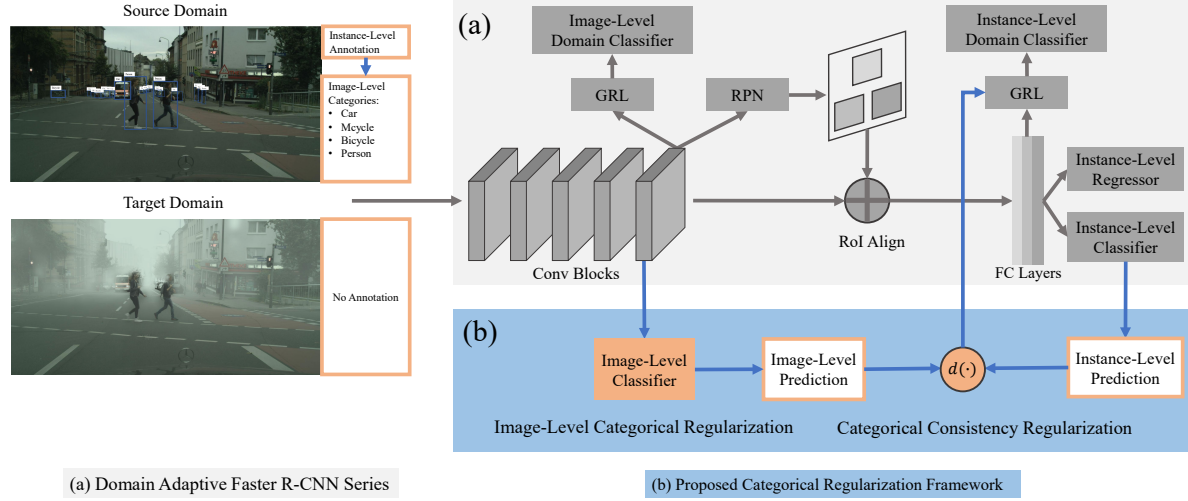 Source Domain
Instance-Level
Annotation
Image-Level
Categories:
• Car
• Mcycle
• Bicycle
• Person
Target Domain
No Annotation
(a)
Image-Level
Domain Classifier
GRL
RPN
Instance-Level
Domain Classifier
GRL
Conv Blocks
RoI Align
FC Layers
Instance-Level
Regressor
Instance-Level
Classifier
(b)
Image-Level
Classifier
Image-Level
Prediction
d(·)
Instance-Level
Prediction
Image-Level Categorical Regularization
Categorical Consistency Regularization
(a) Domain Adaptive Faster R-CNN Series
(b) Proposed Categorical Regularization Framework